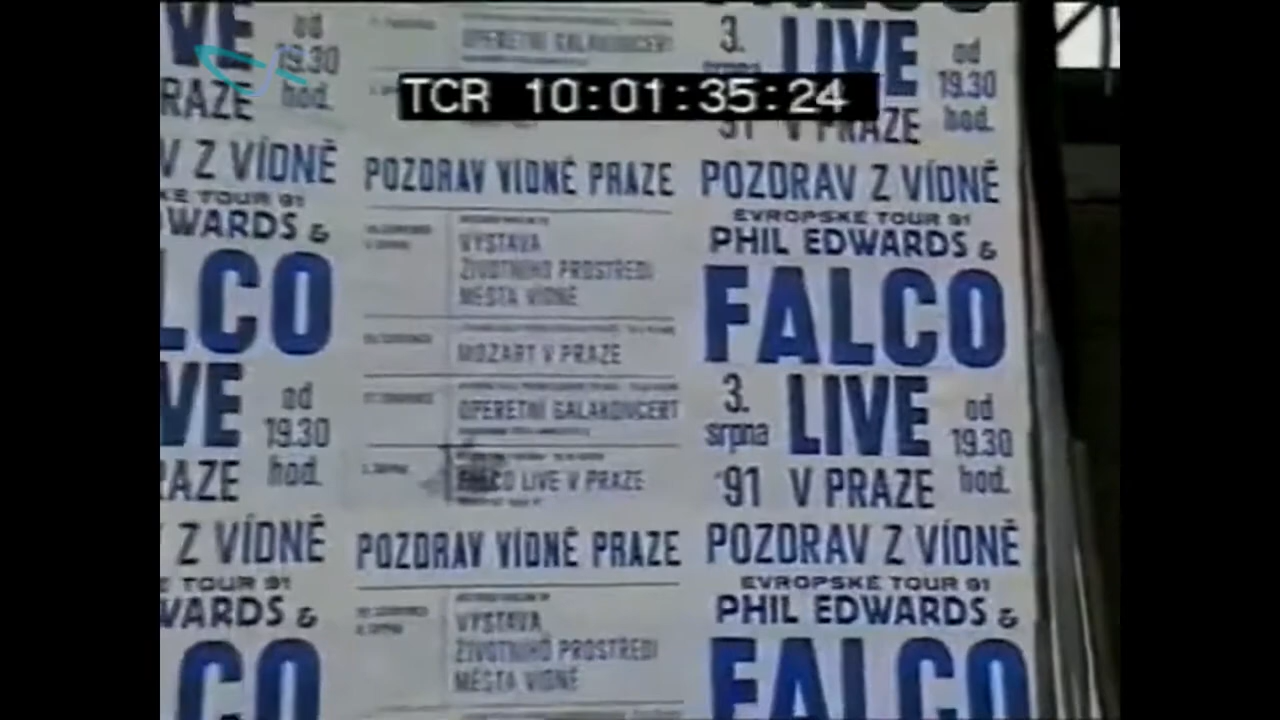 TCR 10:01:35:24
VE
od
19.30
hod.
RAZE
V Z VÍDNĚ
KE TOUR 91
WARDS &
LCO
VE
od
19.30
hod.
RAZE
Z VÍDNĚ
E TOUR 91
WARDS &
CO
OPERETNÍ GALAKONCERT
POZDRAV VÍDNĚ PRAZE
VÝSTAVA
ŽIVOTNÍHO PROSTŘEDÍ
MĚSTA VÍDNĚ
MOZART V PRAZE
OPERETNÍ GALAKONCERT
FALCO LIVE V PRAZE
POZDRAV VÍDNĚ PRAZE
VÝSTAVA
ŽIVOTNÍHO PROSTŘEDÍ
MĚSTA VÍDNĚ
3.
srpna
LIVE
od
19.30
hod.
91 V PRAZE
POZDRAV Z VÍDNĚ
EVROPSKÉ TOUR 91
PHIL EDWARDS &
FALCO
3.
srpna
LIVE
od
19.30
hod.
'91 V PRAZE
POZDRAV Z VÍDNĚ
EVROPSKÉ TOUR 91
PHIL EDWARDS &
FALCO